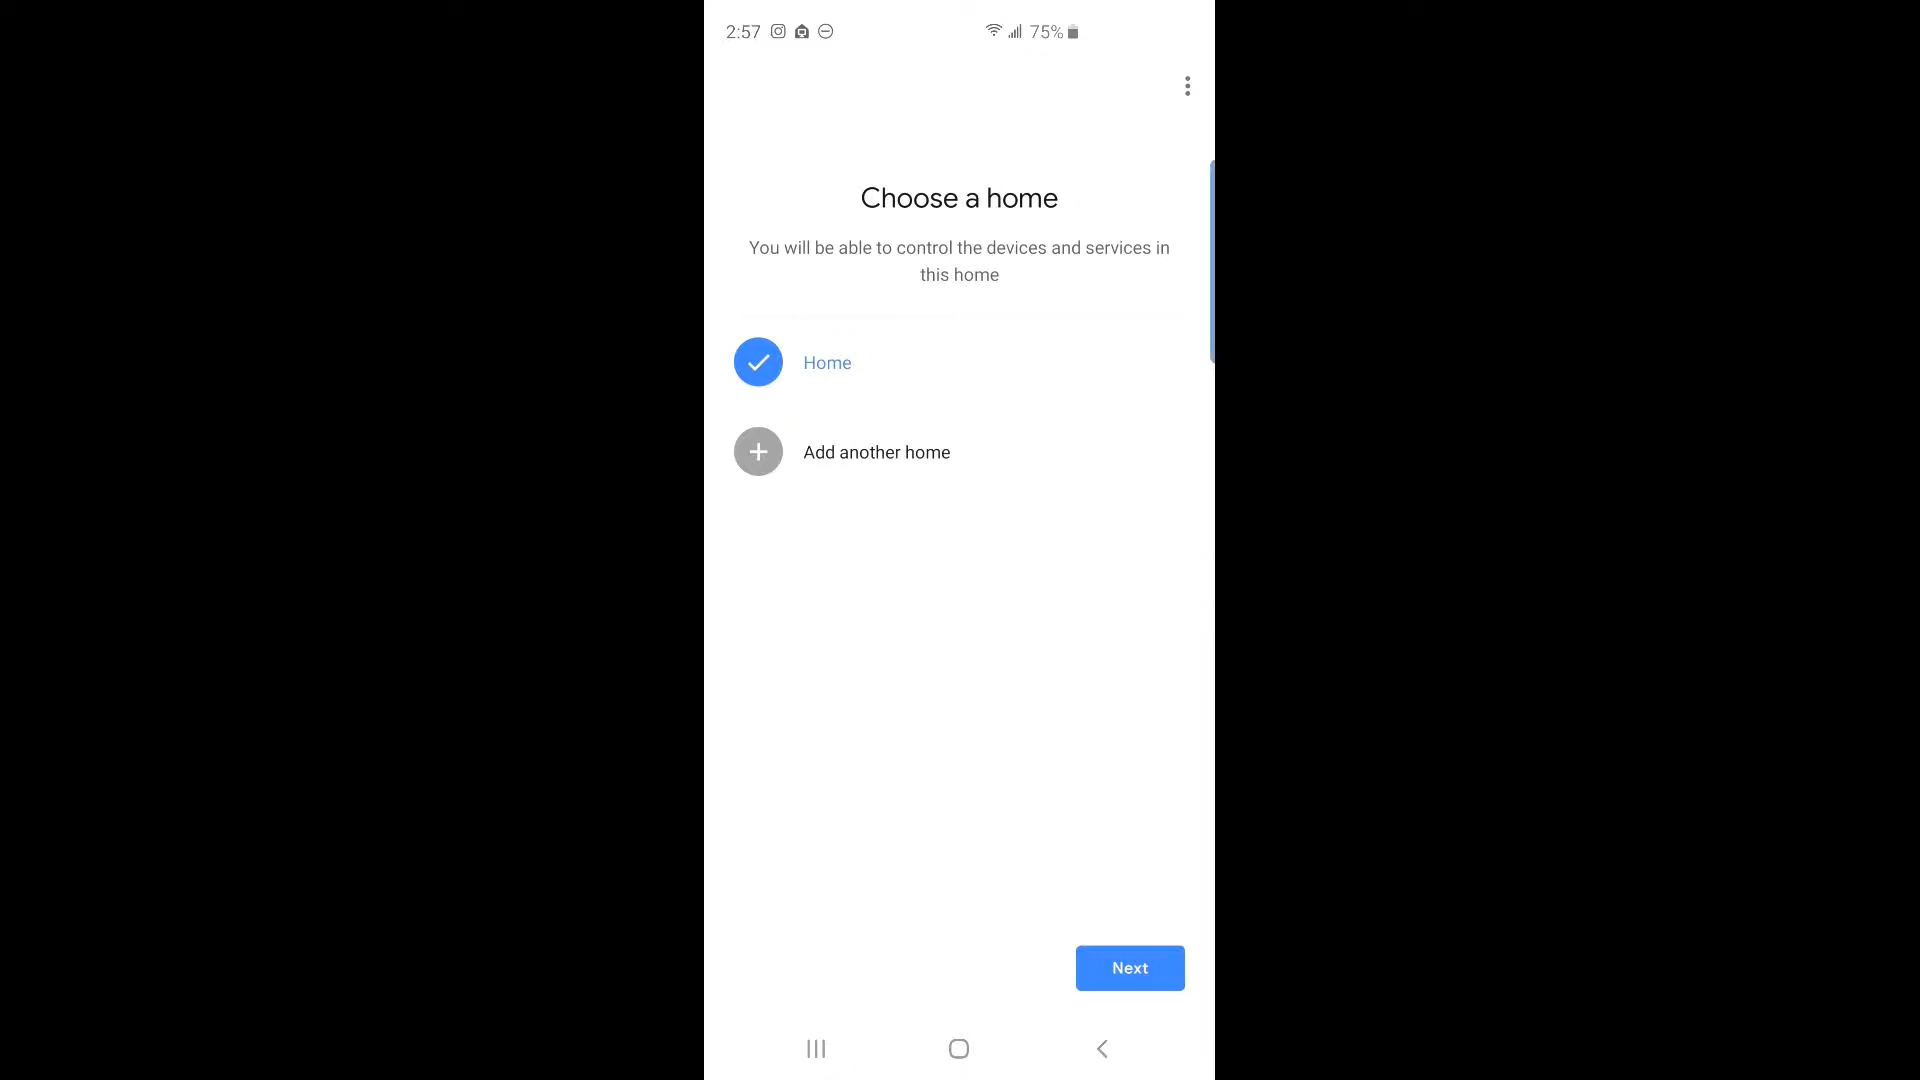 2:57 75%
Choose a home
You will be able to control the devices and services in
this home
Home
Add another home
Next